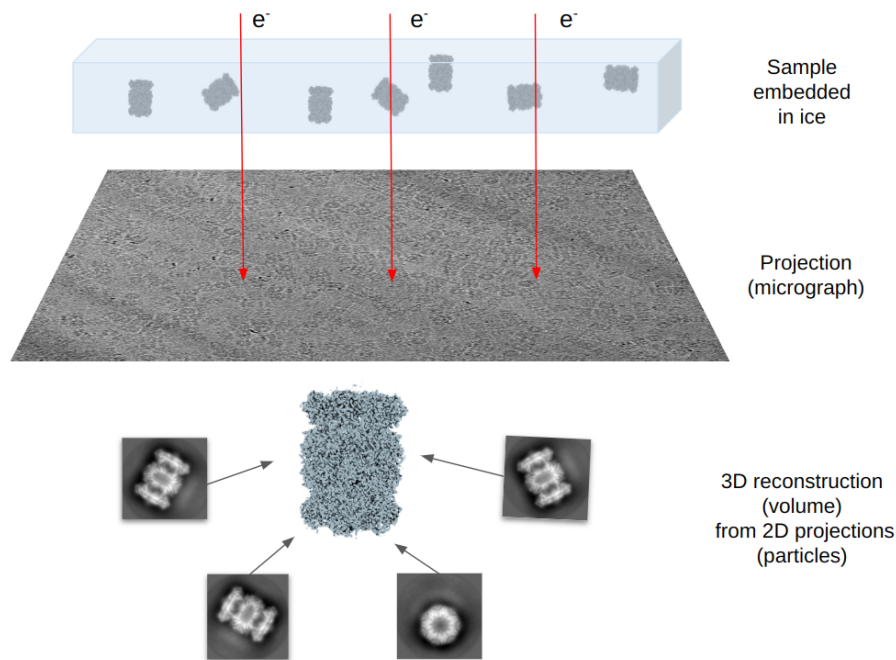 e⁻ e⁻ e⁻
Sample
embedded
in ice
Projection
(micrograph)
3D reconstruction
(volume)
from 2D projections
(particles)